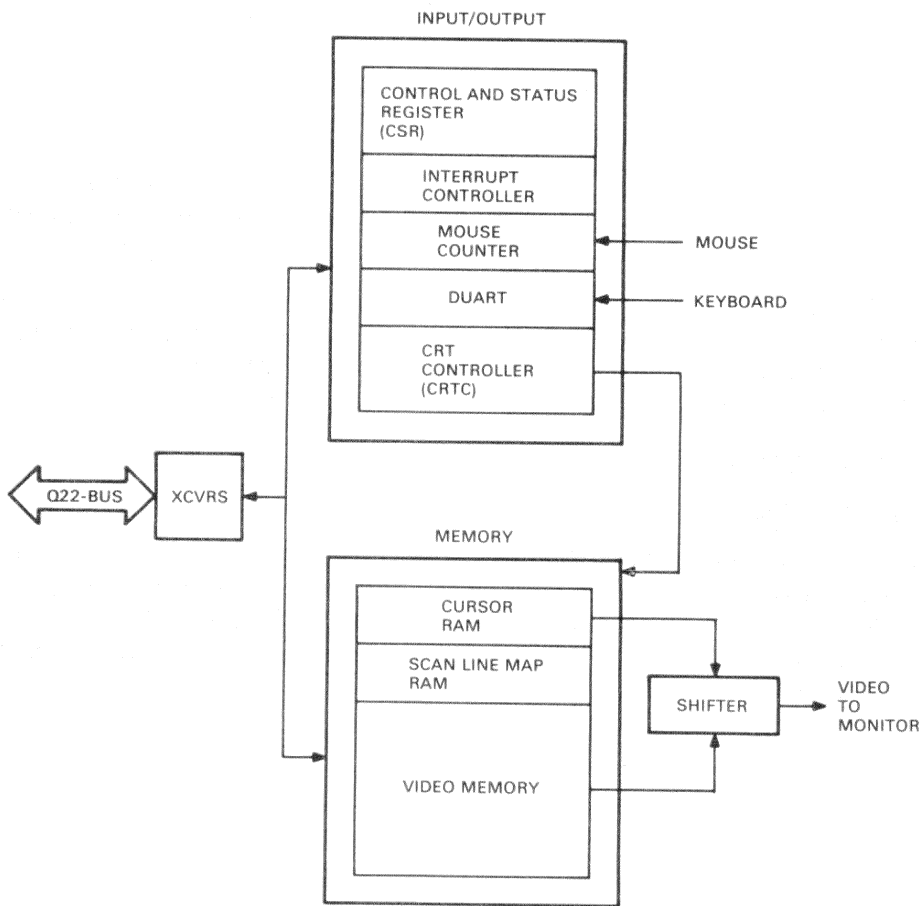 INPUT/OUTPUT
CONTROL AND STATUS
REGISTER
(CSR)
INTERRUPT
CONTROLLER
MOUSE
COUNTER
MOUSE
DUART
KEYBOARD
CRT
CONTROLLER
(CRTC)
Q22-BUS
XCVRS
MEMORY
CURSOR
RAM
SCAN LINE MAP
RAM
SHIFTER
VIDEO
TO
MONITOR
VIDEO MEMORY